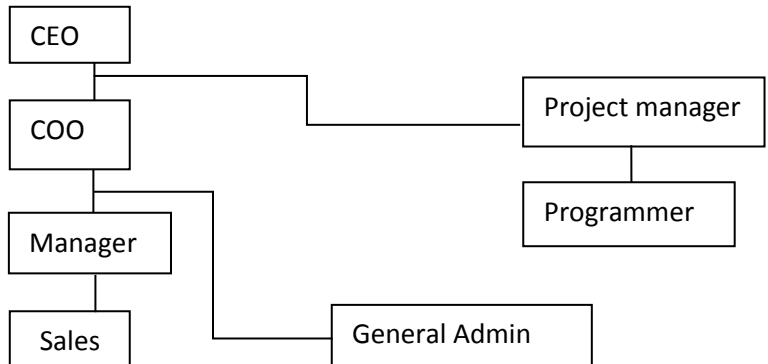 CEO
Project manager
COO
Programmer
Manager
General Admin
Sales